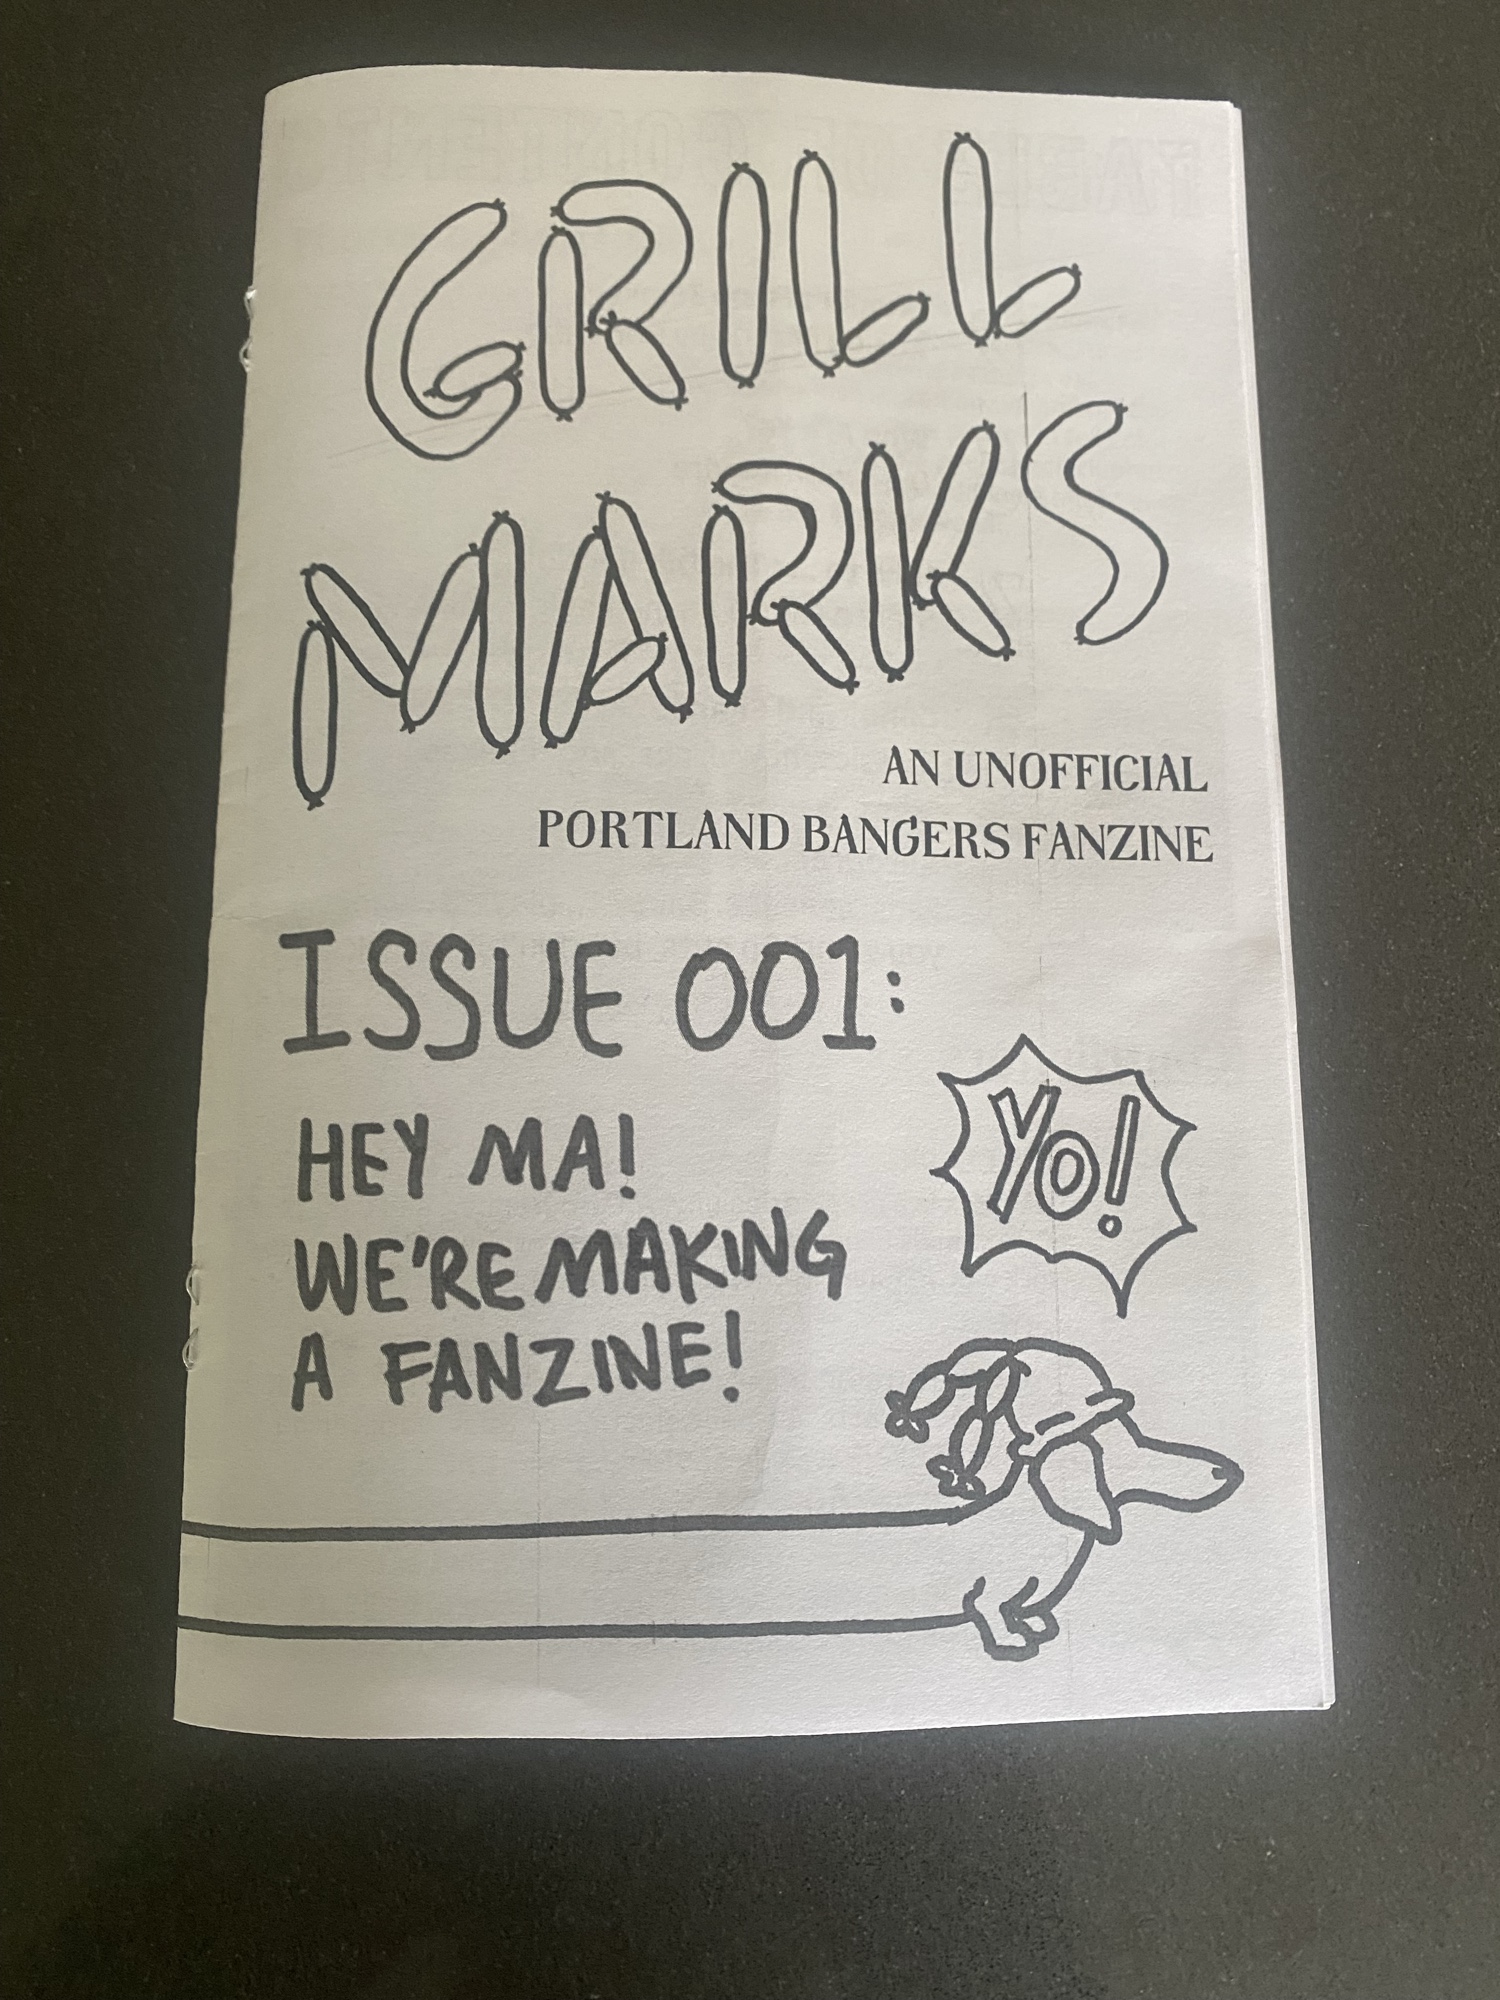 GRILL
MARKS
AN UNOFFICIAL
PORTLAND BANGERS FANZINE
ISSUE 001:
HEY MA!
WE'RE MAKING
A FANZINE!
YO!